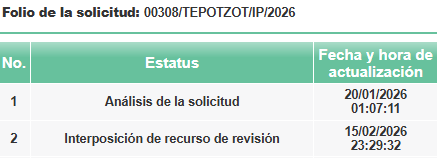 Folio de la solicitud: 00308/TEPOTZOT/IP/2026
No. Estatus Fecha y hora de
actualización
1 Análisis de la solicitud 20/01/2026
01:07:11
2 Interposición de recurso de revisión 15/02/2026
23:29:32